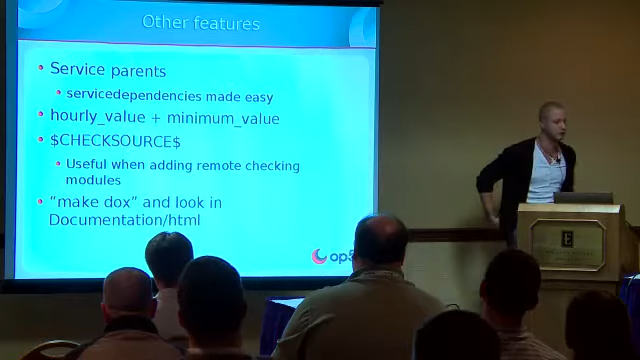 Other features
Service parents
servicedependencies made easy
hourly_value + minimum_value
$CHECKSOURCE$
Useful when adding remote checking
modules
"make dox" and look in
Documentation/html
op5
E